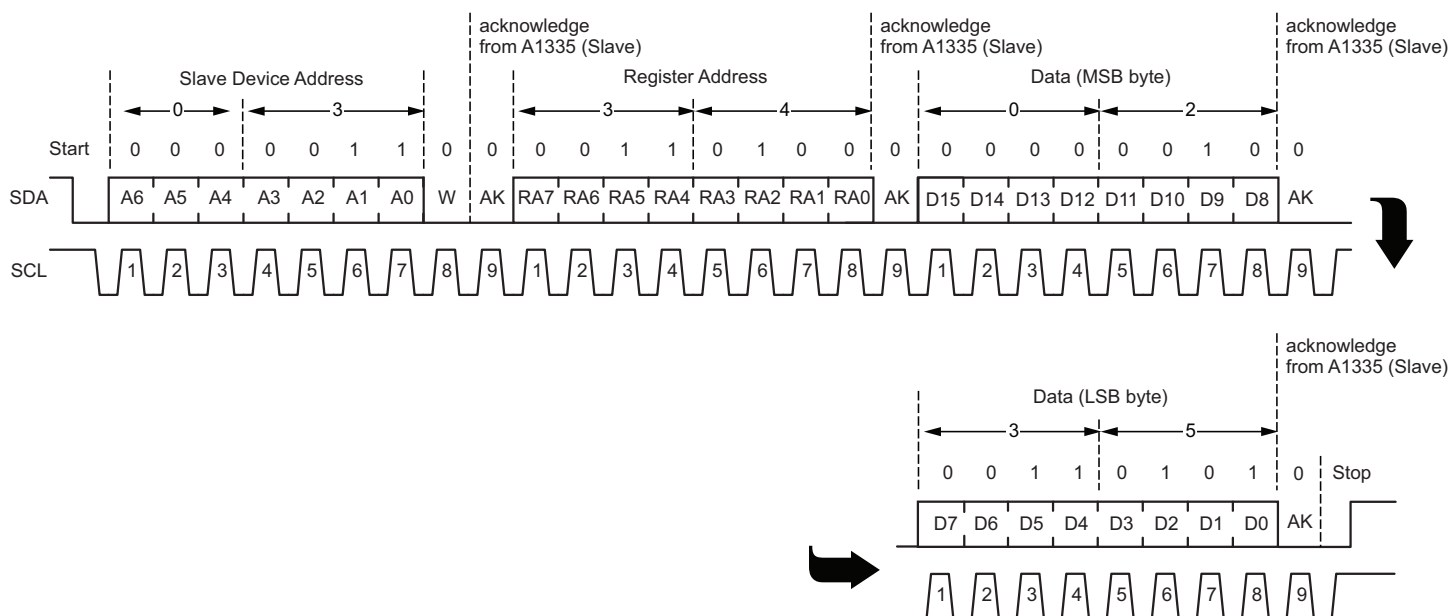 acknowledge
from A1335 (Slave)
acknowledge
from A1335 (Slave)
acknowledge
from A1335 (Slave)
Slave Device Address
Register Address
Data (MSB byte)
0 3 3 4 0 2
Start 0 0 0 0 0 1 1 0 0 0 0 1 1 0 1 0 0 0 0 0 0 0 0 0 1 0 0
SDA A6 A5 A4 A3 A2 A1 A0 W AK RA7 RA6 RA5 RA4 RA3 RA2 RA1 RA0 AK D15 D14 D13 D12 D11 D10 D9 D8 AK
SCL 1 2 3 4 5 6 7 8 9 1 2 3 4 5 6 7 8 9 1 2 3 4 5 6 7 8 9
acknowledge
from A1335 (Slave)
Data (LSB byte)
3 5
0 0 1 1 0 1 0 1 0 Stop
D7 D6 D5 D4 D3 D2 D1 D0 AK
1 2 3 4 5 6 7 8 9